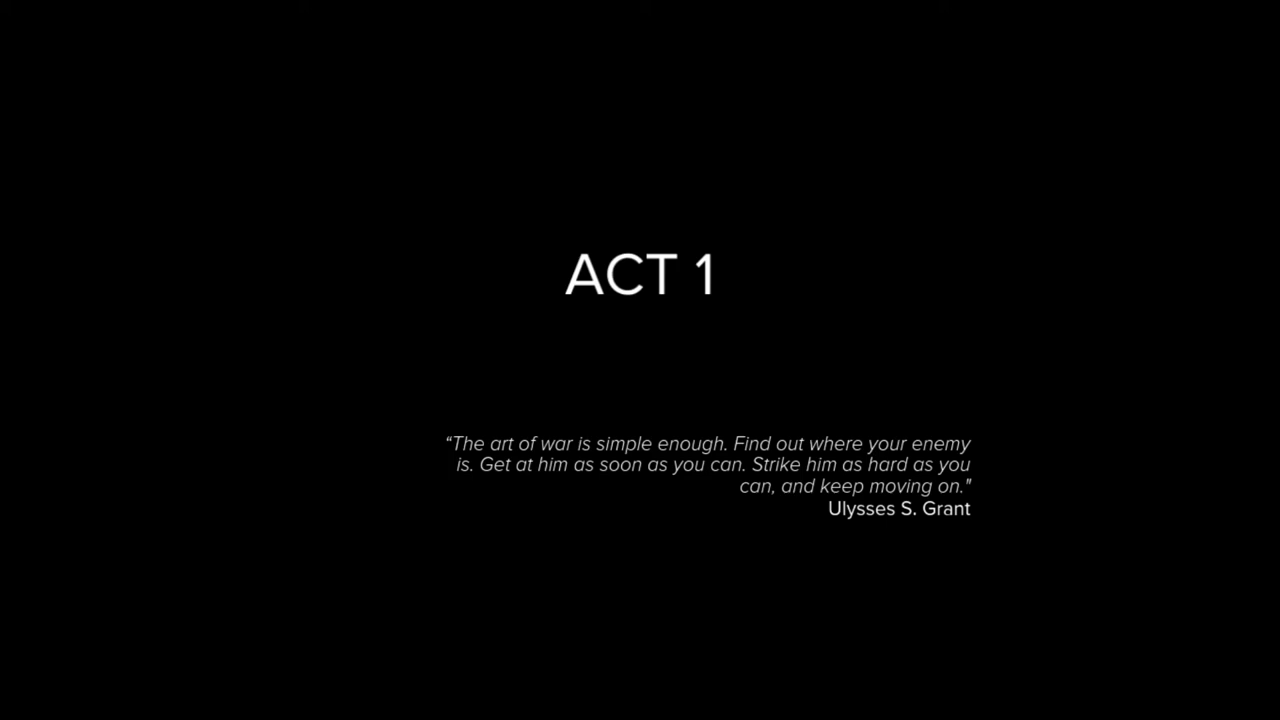 ACT 1
“The art of war is simple enough. Find out where your enemy
is. Get at him as soon as you can. Strike him as hard as you
can, and keep moving on."
Ulysses S. Grant